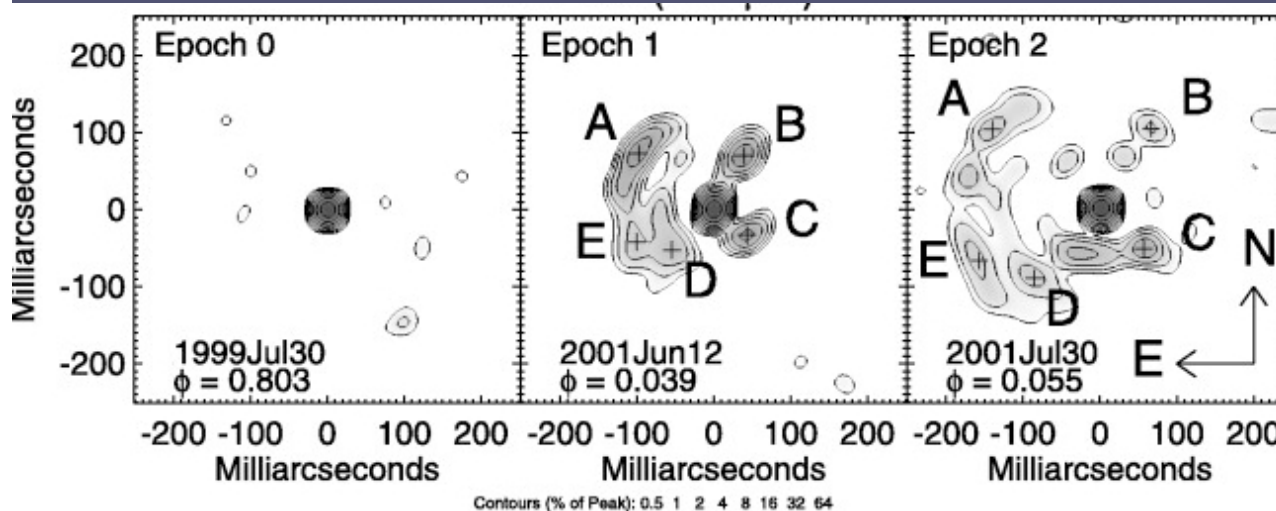 Epoch 0 Epoch 1 Epoch 2
200
100
0
-100
-200
Milliarcseconds
A B
A B
E C
D
E C
D
N
E
1999Jul30 2001Jun12 2001Jul30
ϕ = 0.803 ϕ = 0.039 ϕ = 0.055
-200 -100 0 100 200 -200 -100 0 100 200 -200 -100 0 100 200
Milliarcseconds Milliarcseconds Milliarcseconds
Contours (% of Peak): 0.5 1 2 4 8 16 32 64